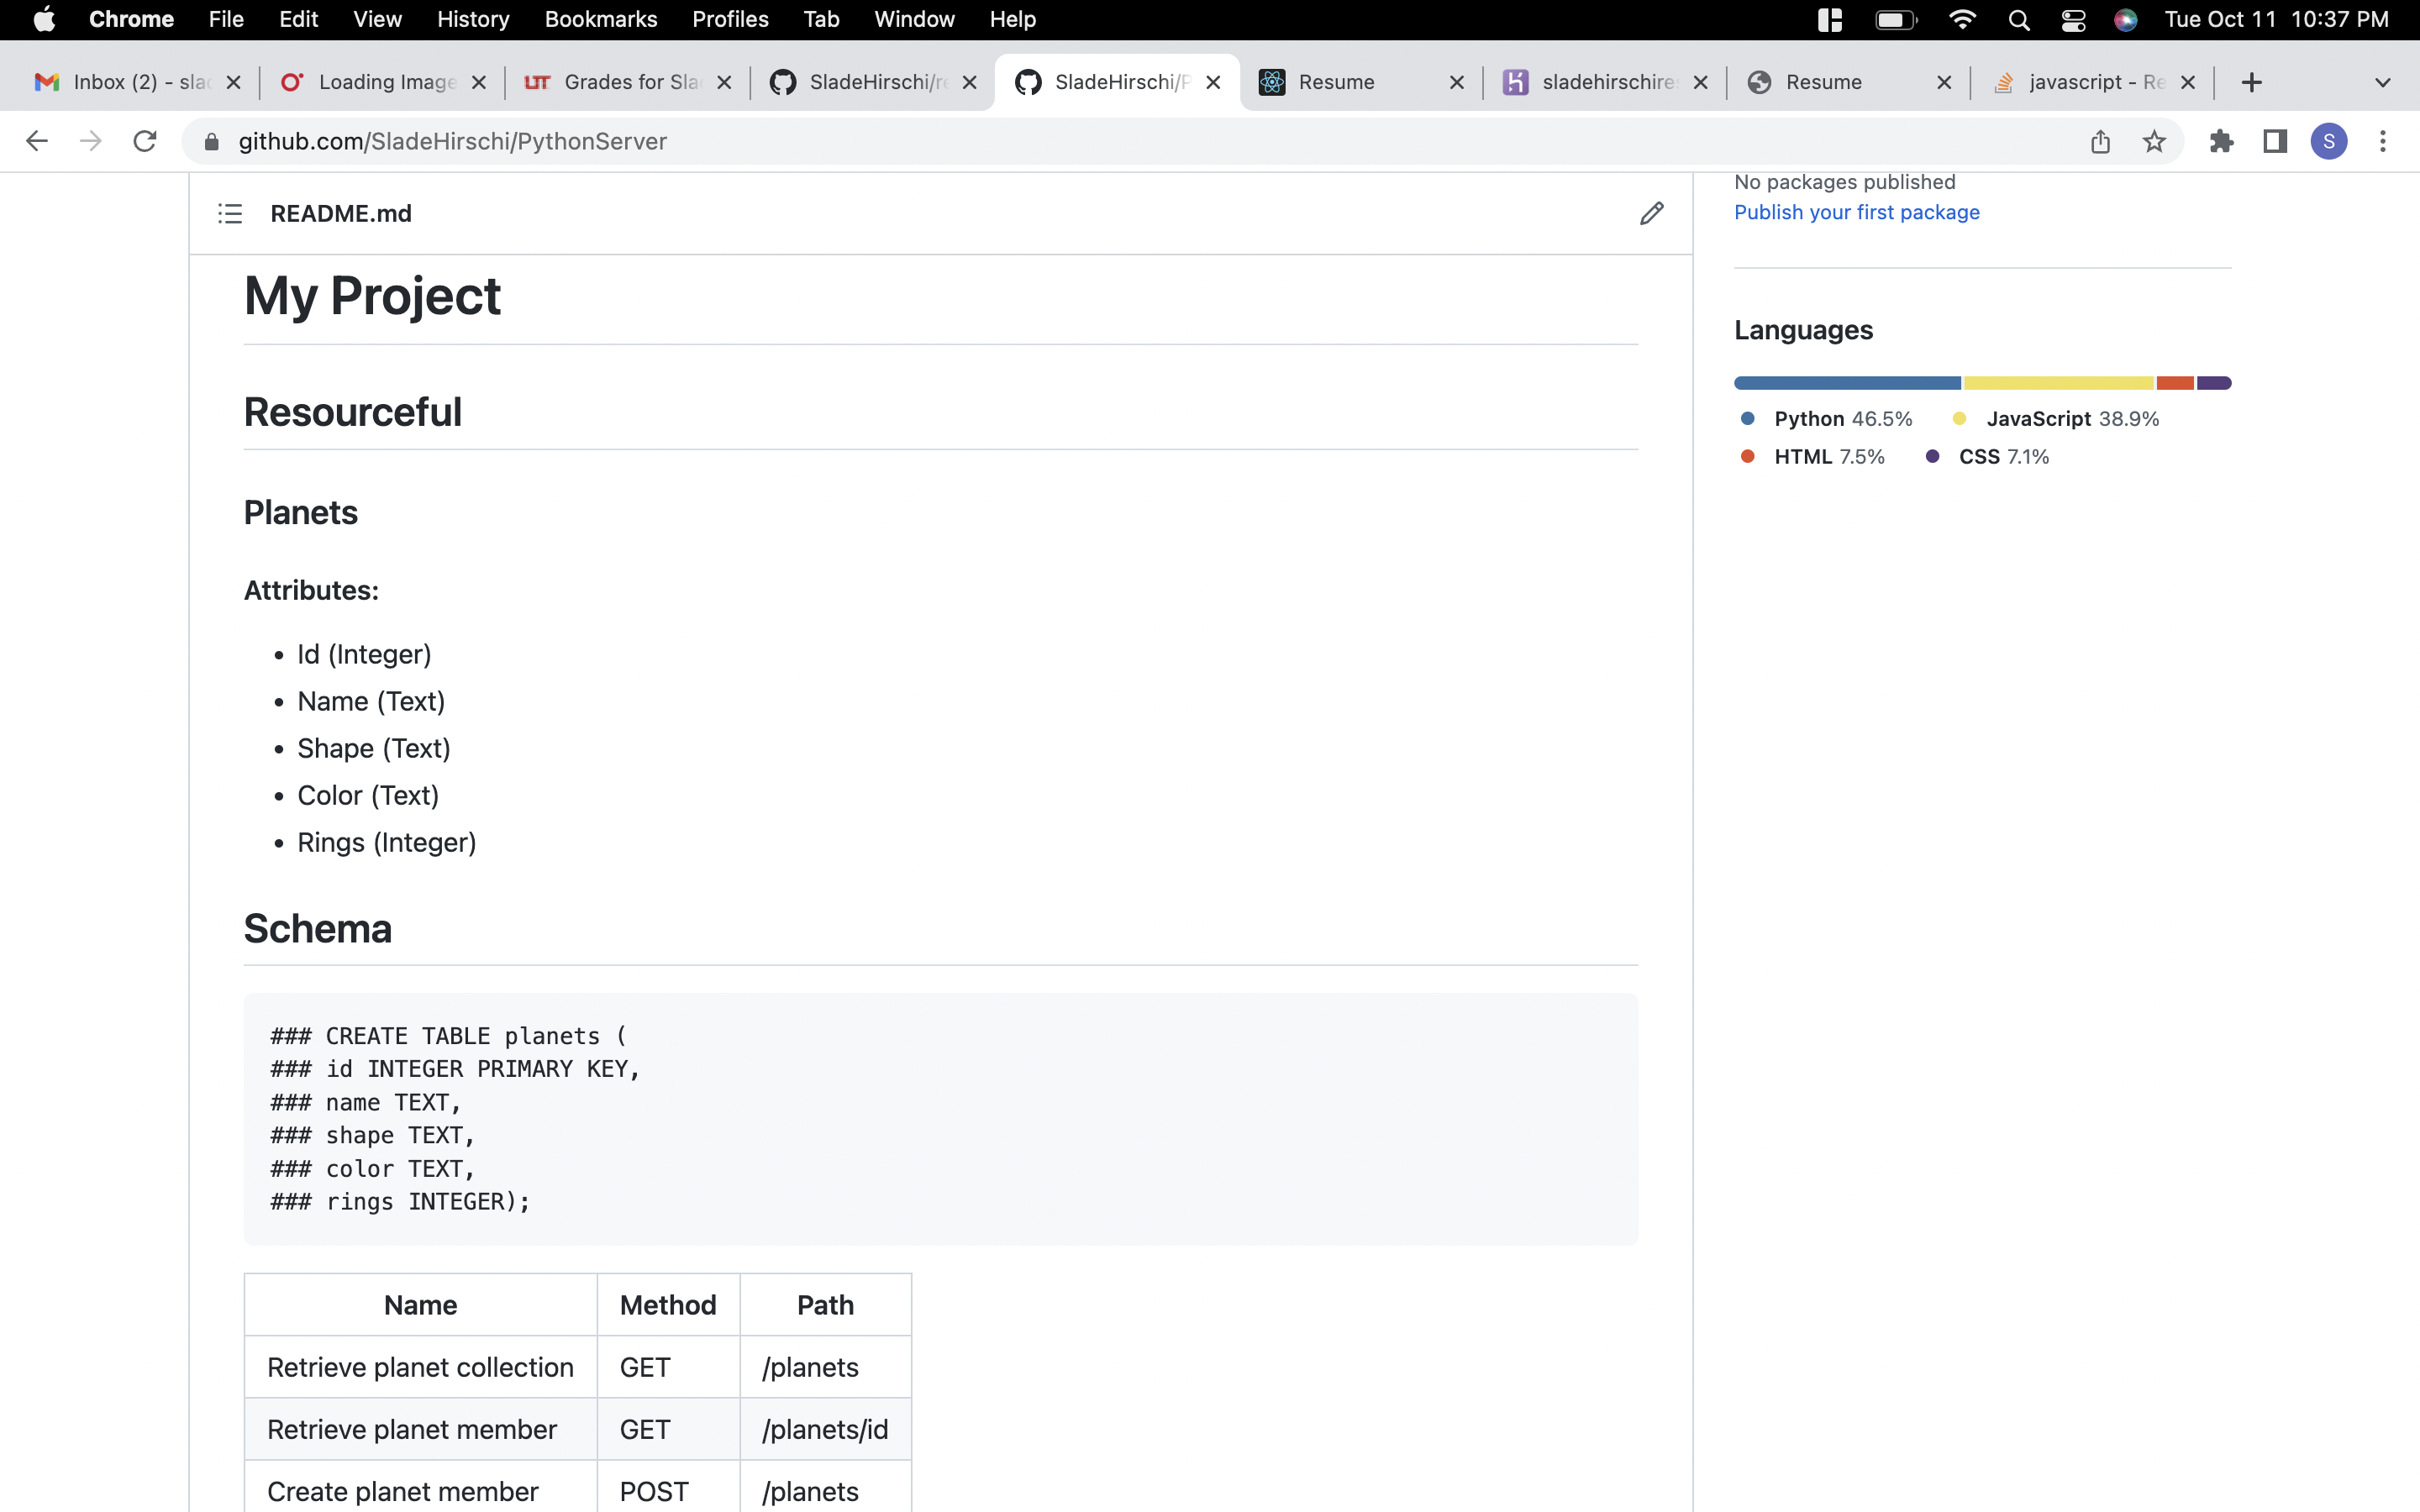 Chrome File Edit View History Bookmarks Profiles Tab Window Help Tue Oct 11 10:37 PM
Inbox (2) - sla Loading Image Grades for Sla SladeHirschi/re SladeHirschi/P Resume sladehirschire Resume javascript - Re
github.com/SladeHirschi/PythonServer S
README.md
My Project
Resourceful
Planets
Attributes:
• Id (Integer)
• Name (Text)
• Shape (Text)
• Color (Text)
• Rings (Integer)
Schema
### CREATE TABLE planets (
### id INTEGER PRIMARY KEY,
### name TEXT,
### shape TEXT,
### color TEXT,
### rings INTEGER);
Name Method Path
Retrieve planet collection GET /planets
Retrieve planet member GET /planets/id
Create planet member POST /planets
No packages published
Publish your first package
Languages
Python 46.5% JavaScript 38.9%
HTML 7.5% CSS 7.1%